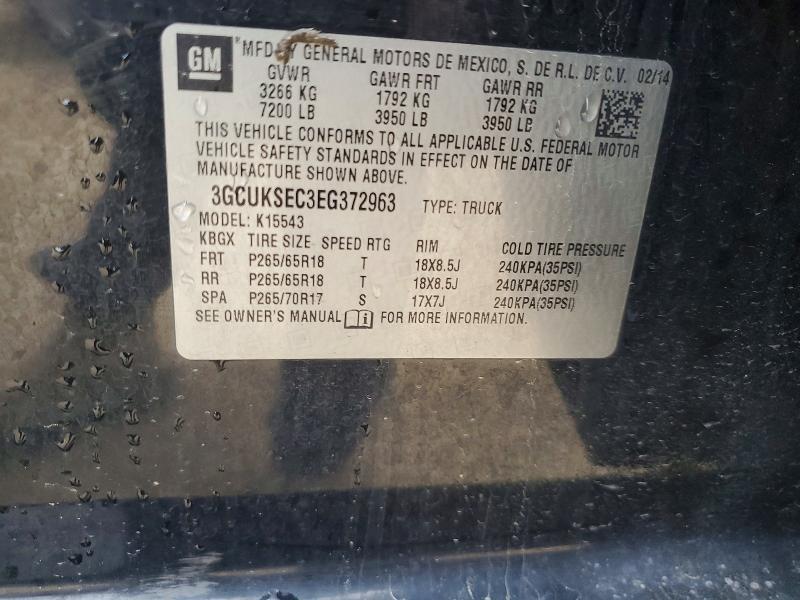 GM
*MFD BY GENERAL MOTORS DE MEXICO, S. DE R.L. DE C.V. 02/14
GVWR GAWR FRT GAWR RR
3266 KG 1792 KG 1792 KG
7200 LB 3950 LB 3950 LB
THIS VEHICLE CONFORMS TO ALL APPLICABLE U.S. FEDERAL MOTOR
VEHICLE SAFETY STANDARDS IN EFFECT ON THE DATE OF
MANUFACTURE SHOWN ABOVE.
3GCUKSEC3EG372963 TYPE: TRUCK
MODEL: K15543
KBGX TIRE SIZE SPEED RTG RIM COLD TIRE PRESSURE
FRT P265/65R18 T 18X8.5J 240KPA(35PSI)
RR P265/65R18 T 18X8.5J 240KPA(35PSI)
SPA P265/70R17 S 17X7J 240KPA(35PSI)
SEE OWNER'S MANUAL FOR MORE INFORMATION.